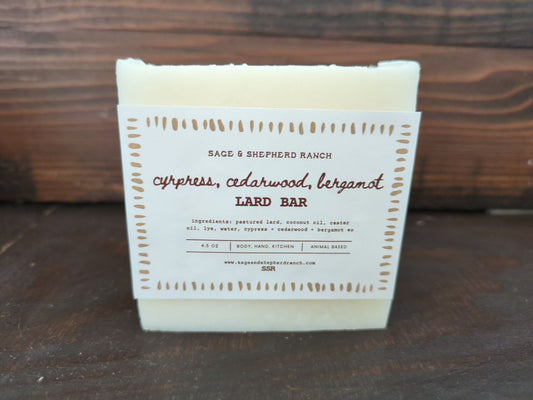 SAGE & SHEPHERD RANCH
cyrpress, cedarwood, bergamot
LARD BAR
ingredients: pastured lard, coconut oil, castor
oil, lye, water, cypress + cedarwood + bergamot eo
4.5 OZ | BODY, HAND, KITCHEN | ANIMAL BASED
www.sageandshepherdranch.com
SSR